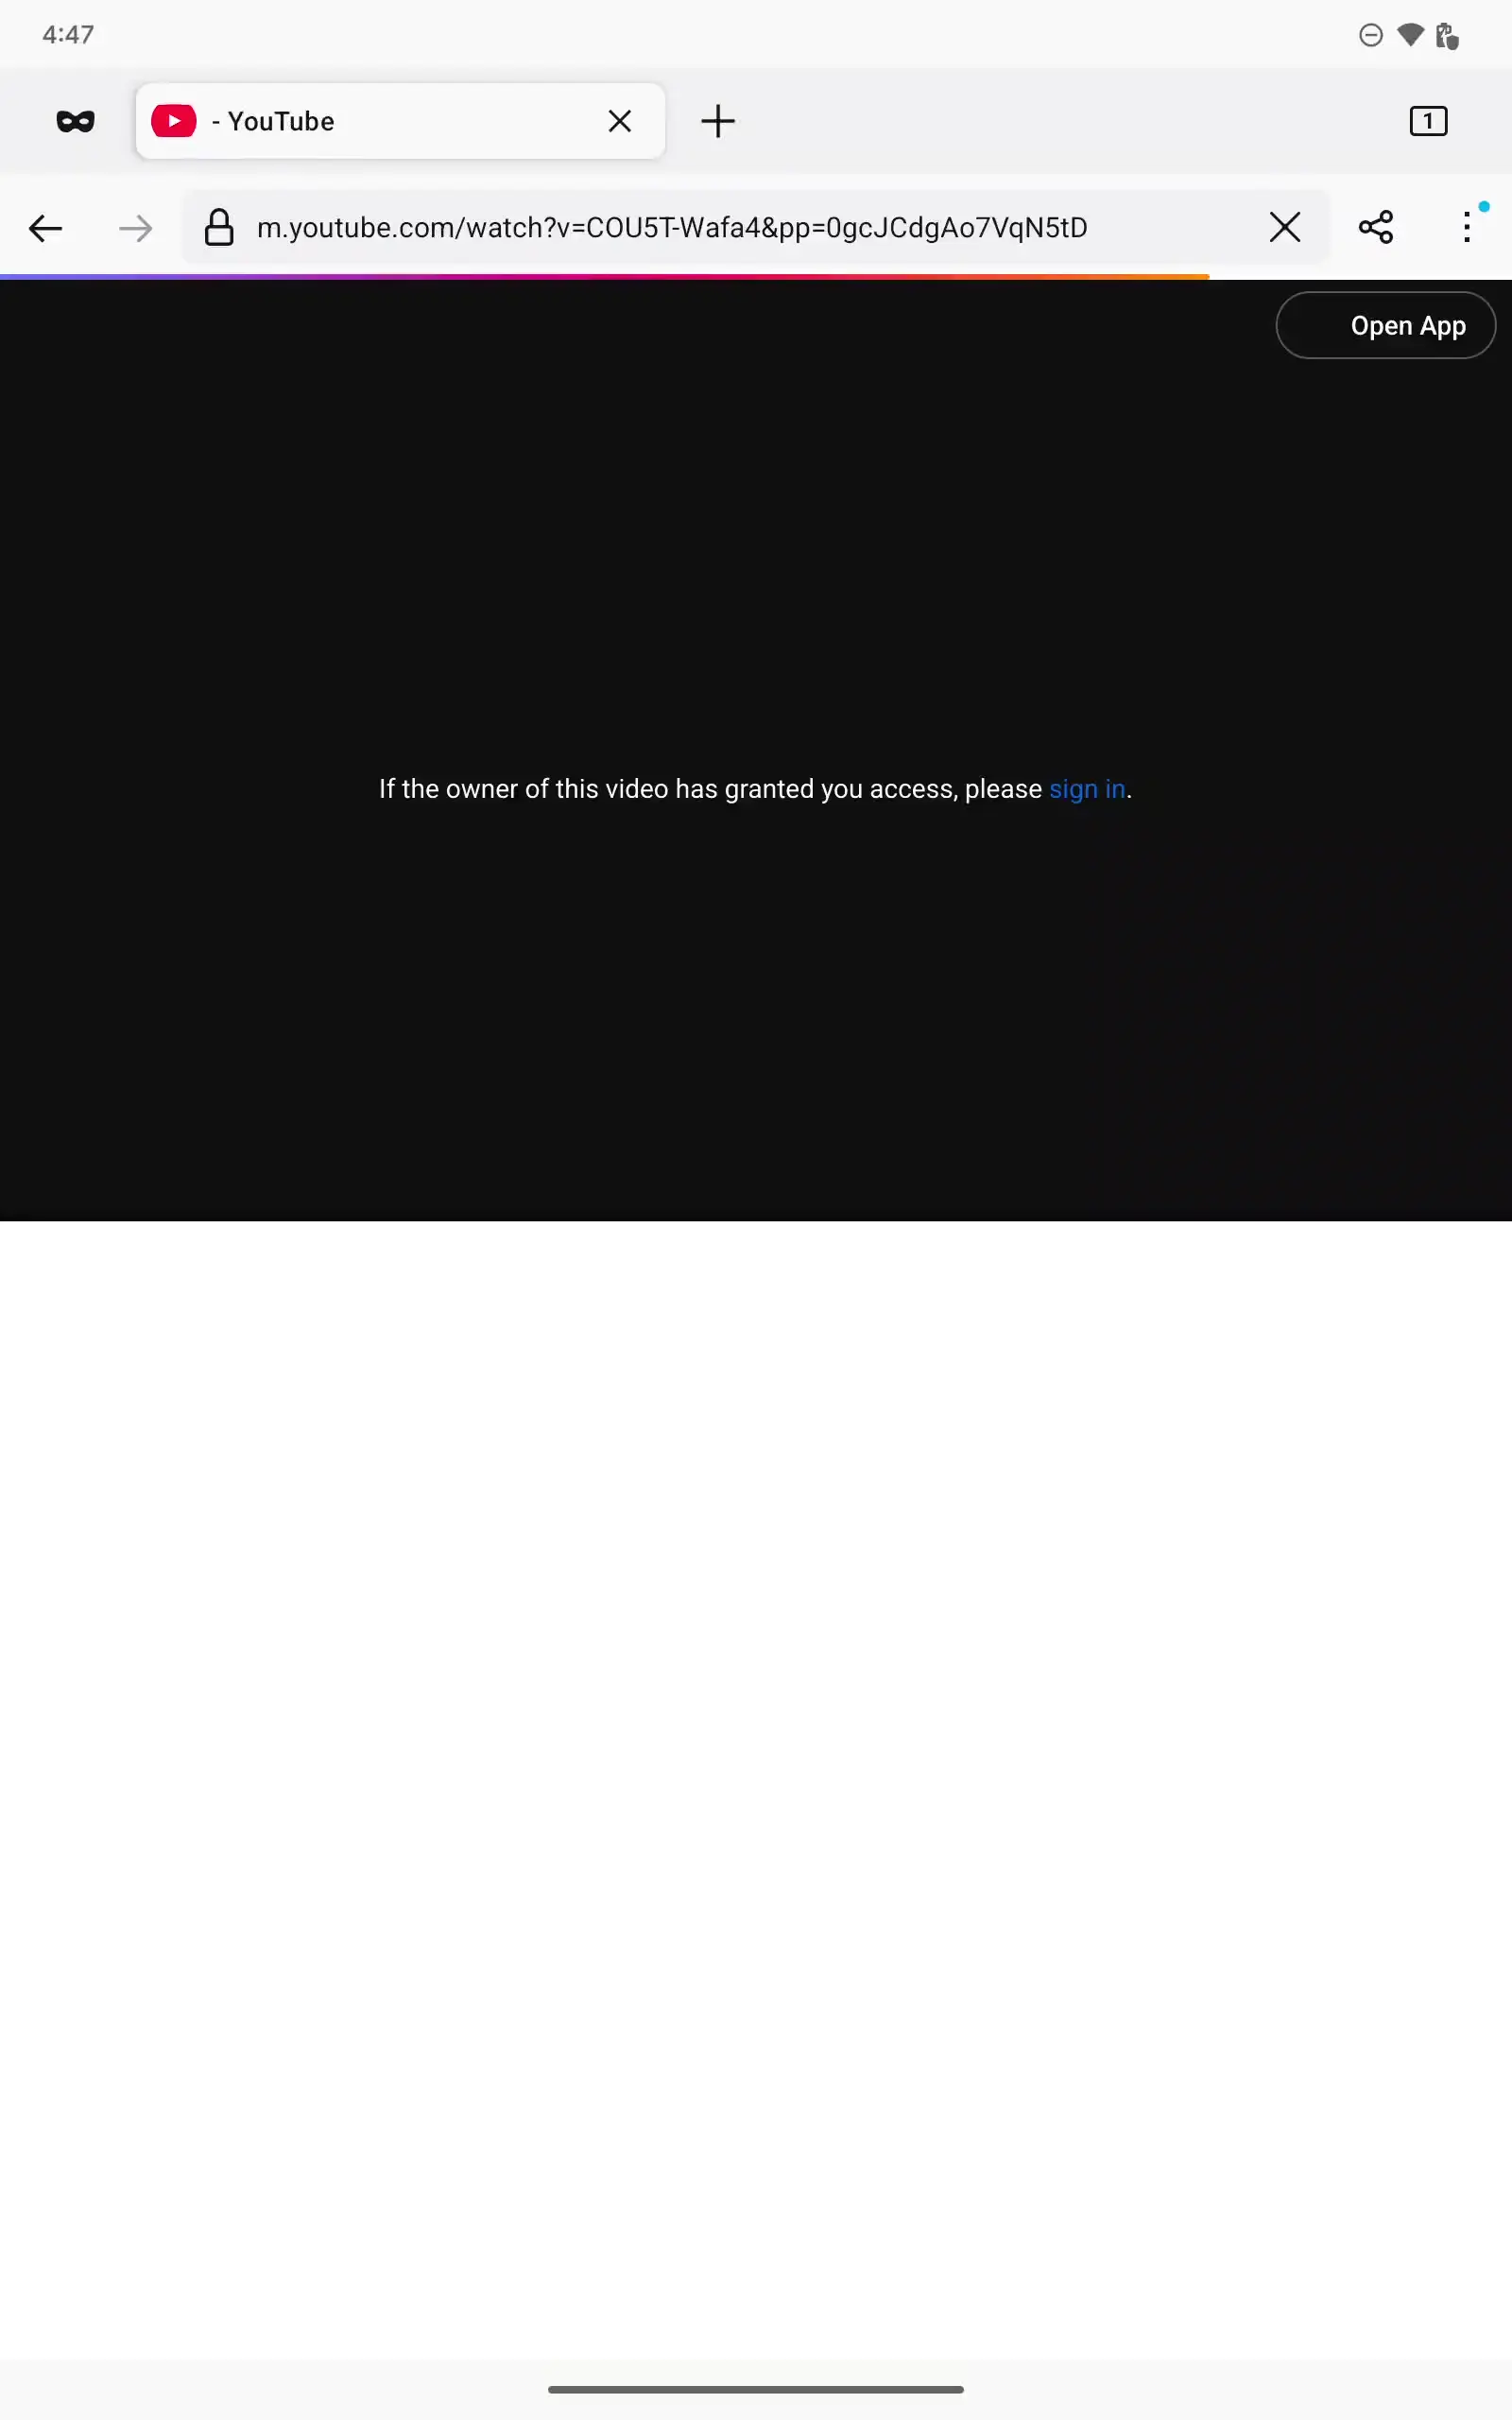 4:47
- YouTube
1
m.youtube.com/watch?v=COU5T-Wafa4&pp=0gcJCdgAo7VqN5tD
Open App
If the owner of this video has granted you access, please sign in.